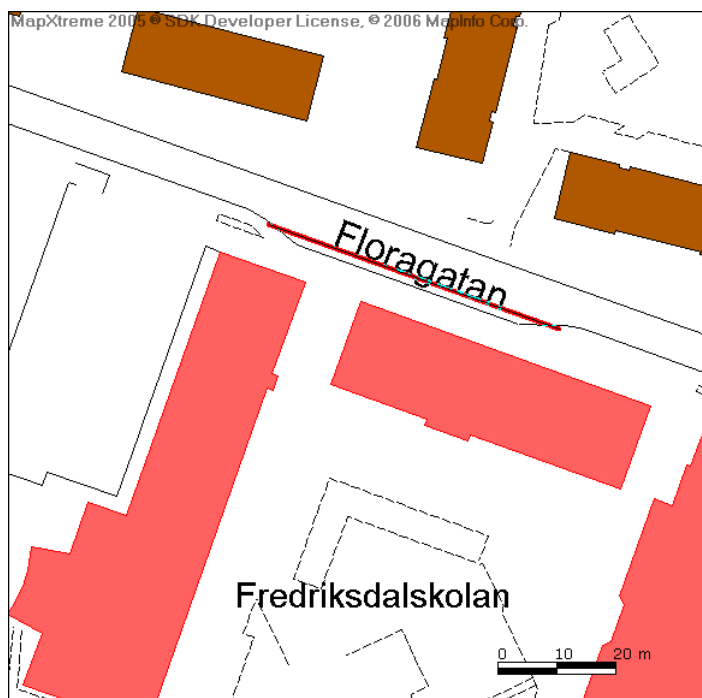 MapXtreme 2005 ® SDK Developer License, © 2006 MapInfo Corp.
Floragatan
Fredriksdalskolan
0 10 20 m